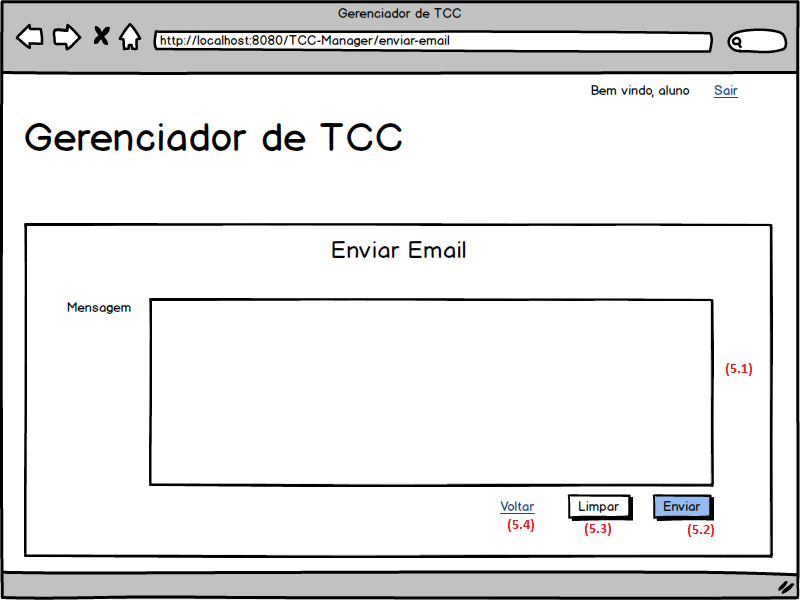 Gerenciador de TCC
http://localhost:8080/TCC-Manager/enviar-email
Bem vindo, aluno Sair
Gerenciador de TCC
Enviar Email
Mensagem
(5.1)
Voltar Limpar Enviar
(5.4) (5.3) (5.2)